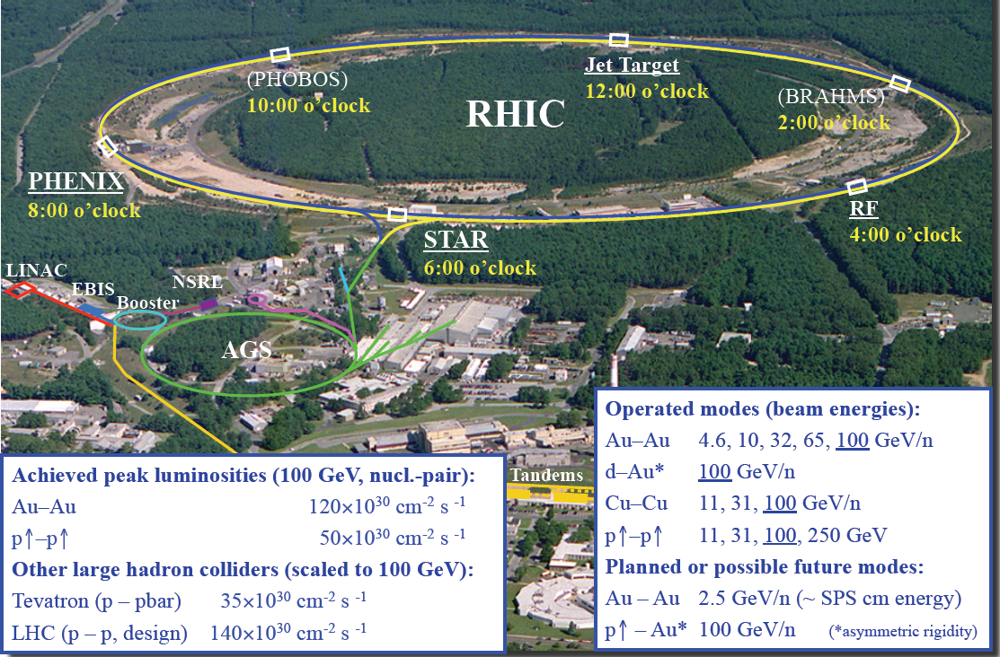 (PHOBOS)
10:00 o’clock
Jet Target
12:00 o’clock
(BRAHMS)
2:00 o’clock
RHIC
PHENIX
8:00 o’clock
RF
4:00 o’clock
STAR
6:00 o’clock
LINAC
EBIS
NSRL
Booster
AGS
Tandems
Operated modes (beam energies):
Au–Au 4.6, 10, 32, 65, 100 GeV/n
d–Au* 100 GeV/n
Cu–Cu 11, 31, 100 GeV/n
p↑–p↑ 11, 31, 100, 250 GeV
Planned or possible future modes:
Au – Au 2.5 GeV/n (~ SPS cm energy)
p↑ – Au* 100 GeV/n (*asymmetric rigidity)
Achieved peak luminosities (100 GeV, nucl.-pair):
Au–Au 120×10³⁰ cm⁻² s ⁻¹
p↑–p↑ 50×10³⁰ cm⁻² s ⁻¹
Other large hadron colliders (scaled to 100 GeV):
Tevatron (p – pbar) 35×10³⁰ cm⁻² s ⁻¹
LHC (p – p, design) 140×10³⁰ cm⁻² s ⁻¹